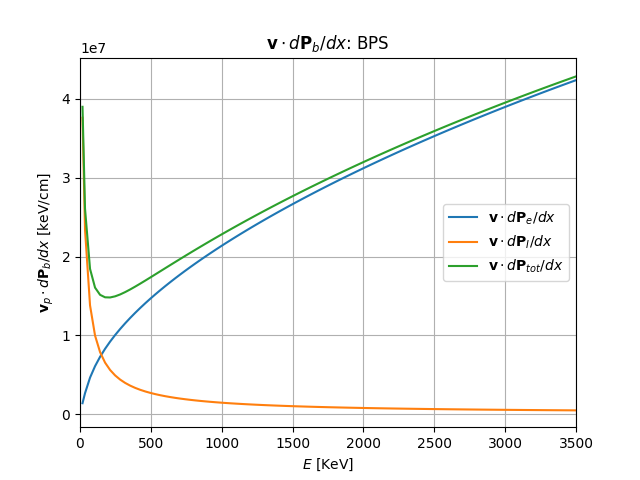 v · dP_b/dx: BPS
1e7
4
3
2
1
0
v_p · dP_b/dx [keV/cm]
v · dP_e/dx
v · dP_I/dx
v · dP_tot/dx
0 500 1000 1500 2000 2500 3000 3500
E [KeV]